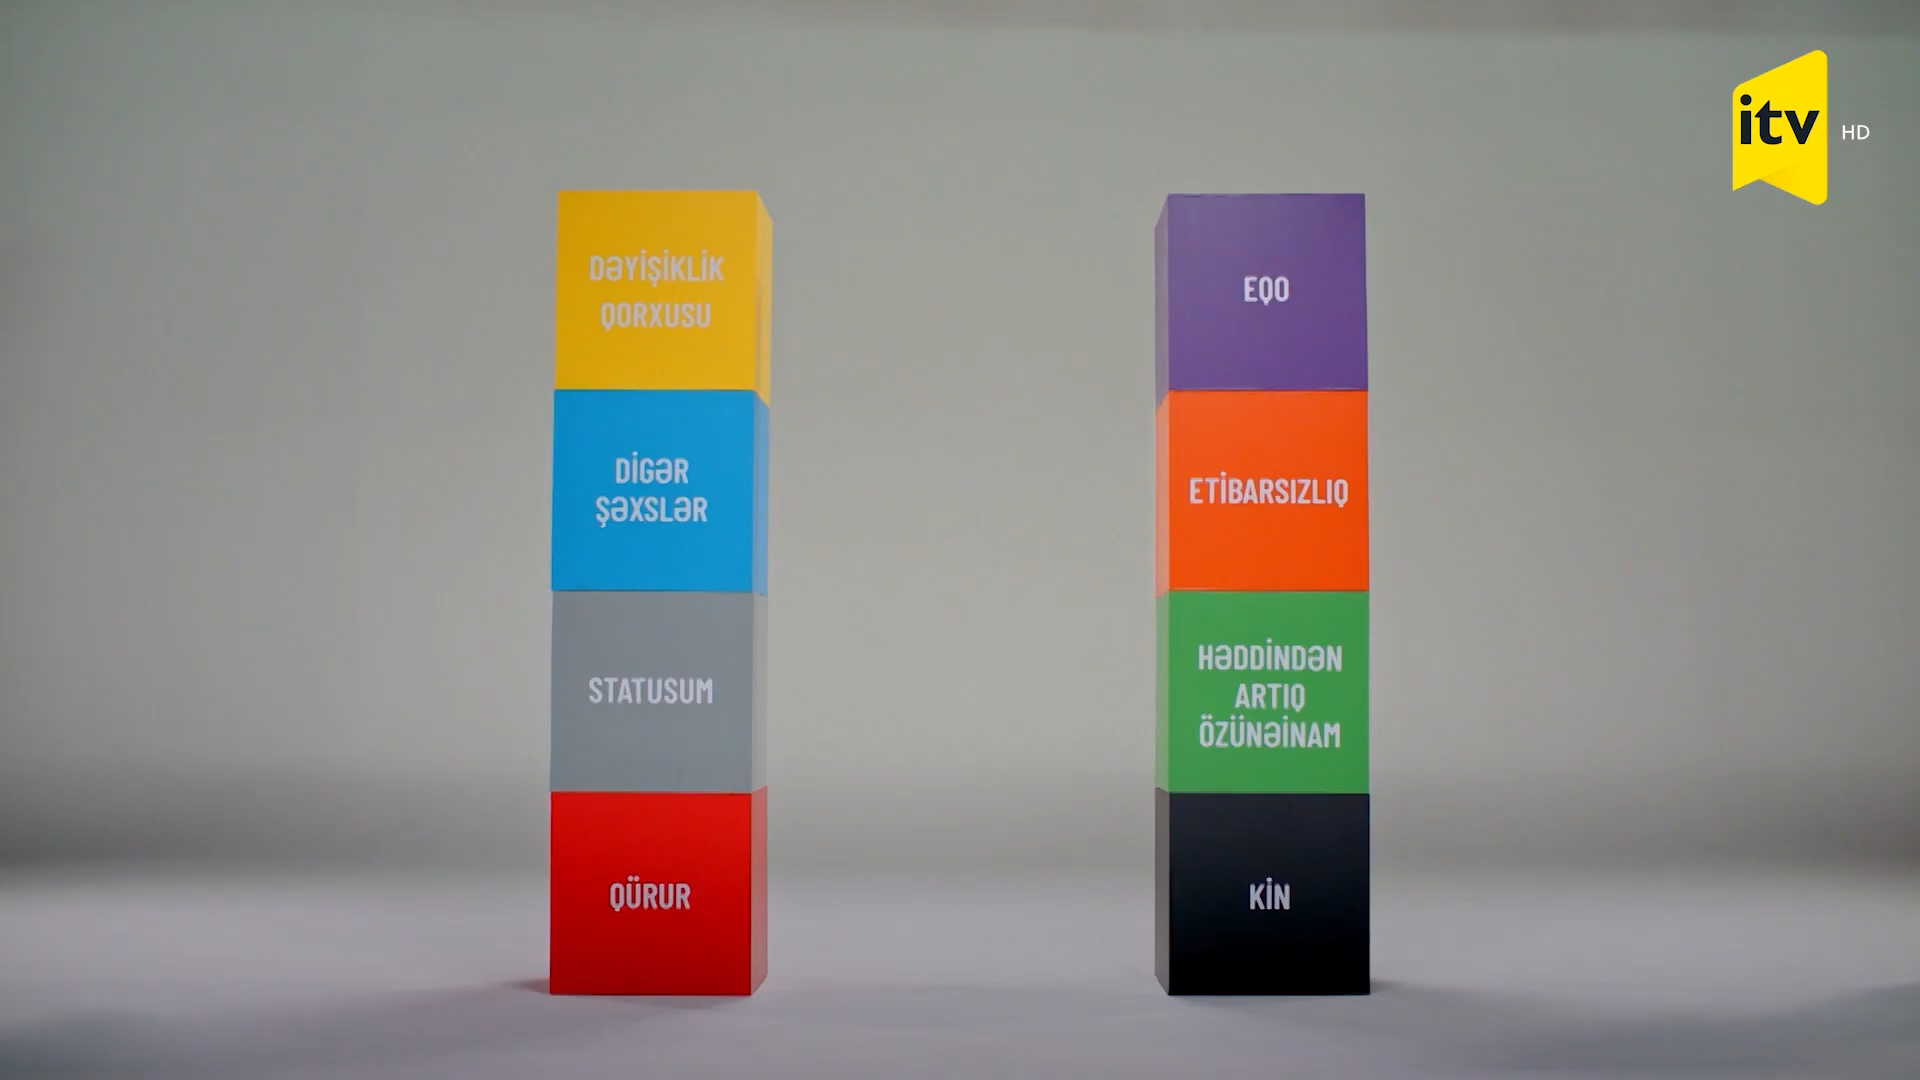 itv HD
DƏYİŞİKLİK
QORXUSU
DİGƏR
ŞƏXSLƏR
STATUSUM
QÜRUR
EQO
ETİBARSIZLIQ
HƏDDİNDƏN
ARTIQ
ÖZÜNƏİNAM
KİN